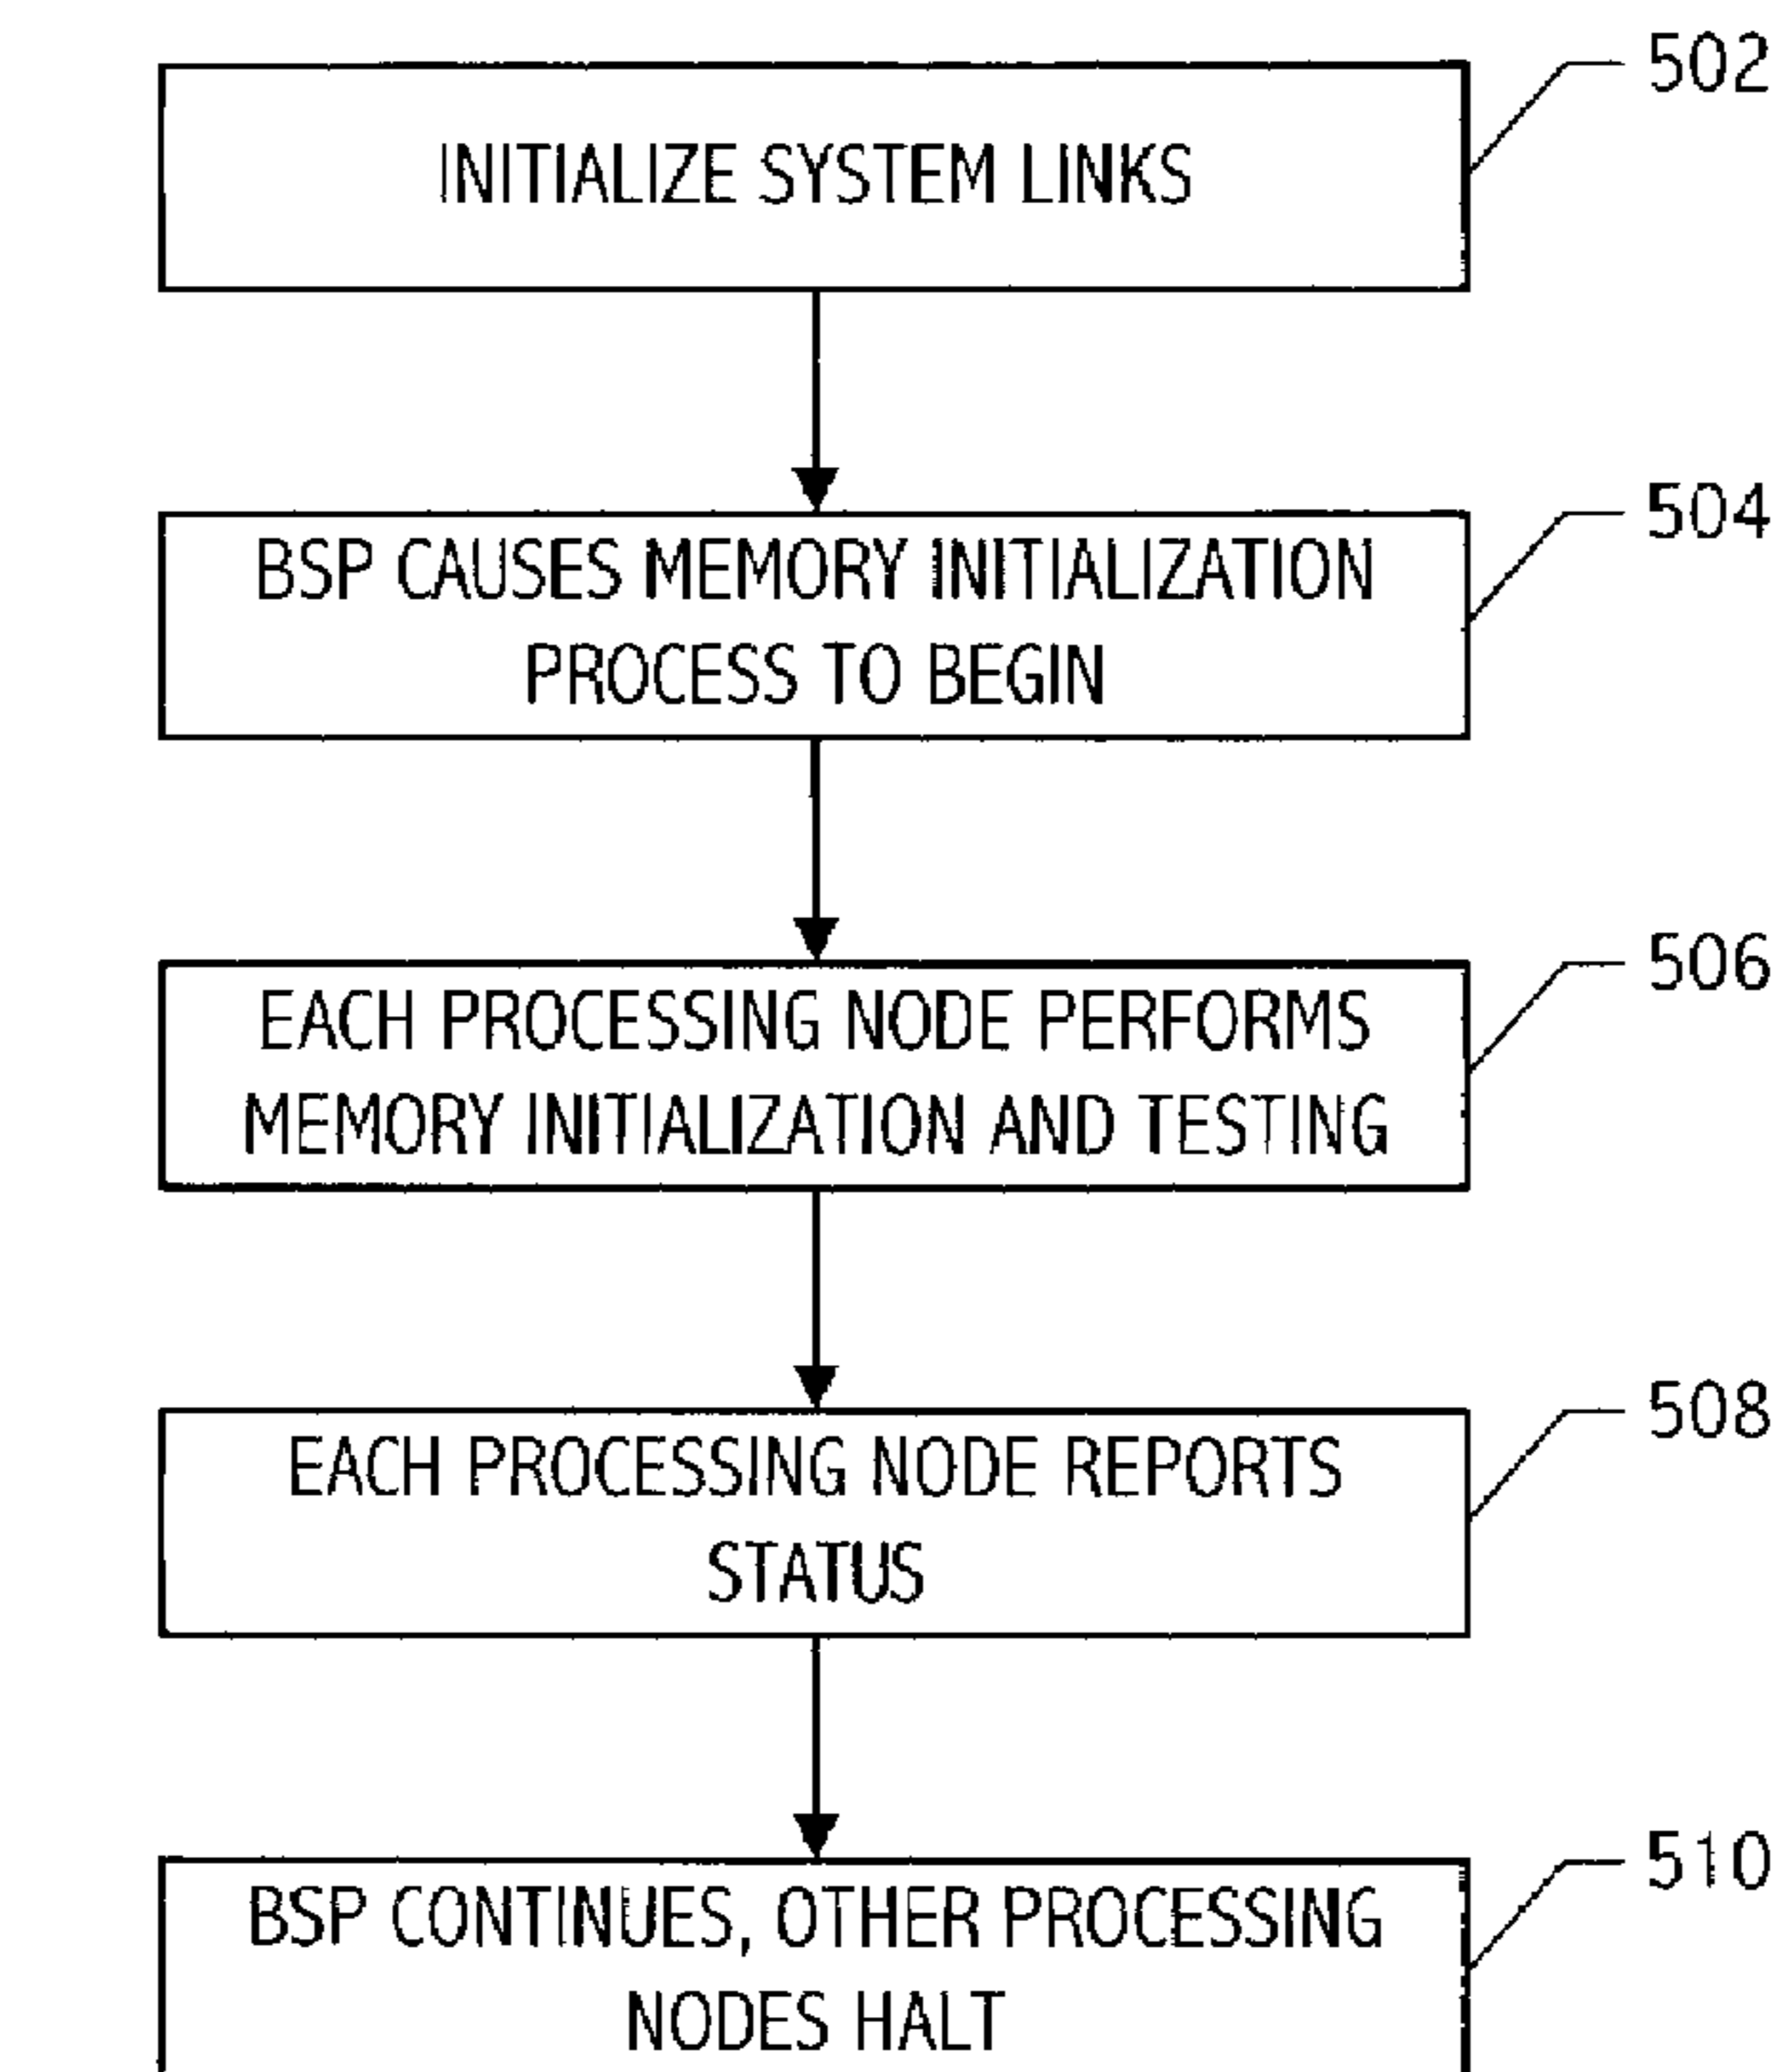 502
INITIALIZE SYSTEM LINKS
504
BSP CAUSES MEMORY INITIALIZATION
PROCESS TO BEGIN
506
EACH PROCESSING NODE PERFORMS
MEMORY INITIALIZATION AND TESTING
508
EACH PROCESSING NODE REPORTS
STATUS
510
BSP CONTINUES, OTHER PROCESSING
NODES HALT